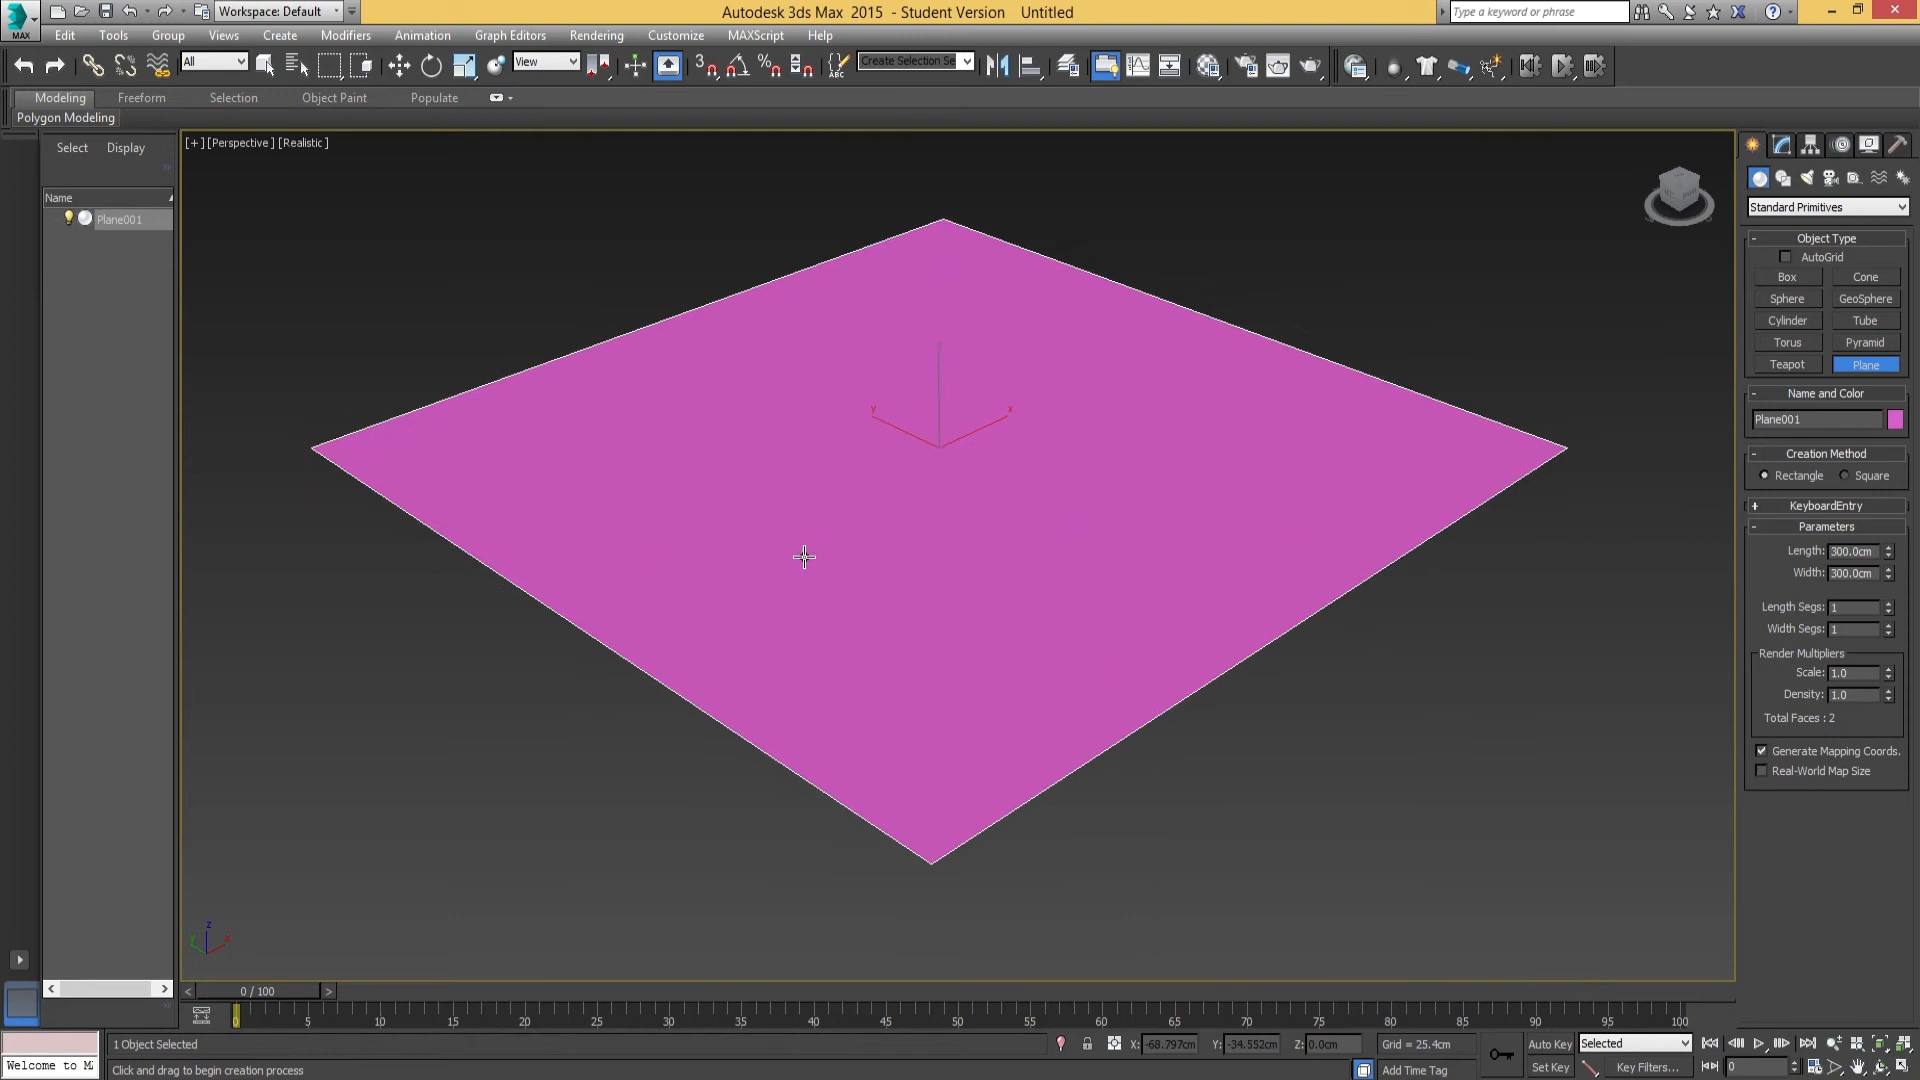 Workspace: Default
Autodesk 3ds Max 2015 - Student Version Untitled
Type a keyword or phrase
MAX
Edit Tools Group Views Create Modifiers Animation Graph Editors Rendering Customize MAXScript Help
All
View
3
%
ABC
Create Selection Se
Modeling Freeform Selection Object Paint Populate
Polygon Modeling
Select Display
Name
Plane001
[+] [Perspective] [Realistic]
y x
z
y x
Standard Primitives
- Object Type
AutoGrid
Box Cone
Sphere GeoSphere
Cylinder Tube
Torus Pyramid
Teapot Plane
- Name and Color
Plane001
- Creation Method
Rectangle Square
+ KeyboardEntry
- Parameters
Length: 300.0cm
Width: 300.0cm
Length Segs: 1
Width Segs: 1
Render Multipliers
Scale: 1.0
Density: 1.0
Total Faces : 2
Generate Mapping Coords.
Real-World Map Size
< 0 / 100 >
0 5 10 15 20 25 30 35 40 45 50 55 60 65 70 75 80 85 90 95 100
1 Object Selected
X: -68.797cm Y: -34.552cm Z: 0.0cm Grid = 25.4cm
Auto Key Selected
Welcome to M
Click and drag to begin creation process
Add Time Tag
Set Key Key Filters...
0